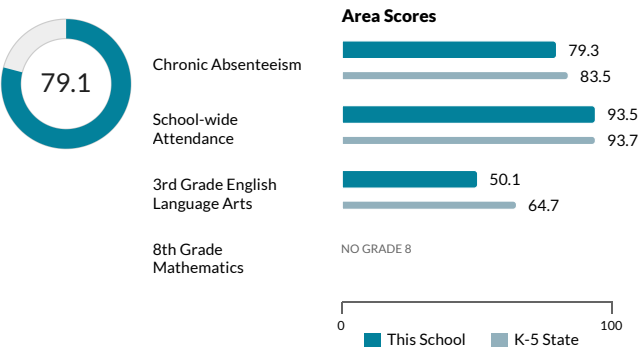 Area Scores
79.1
Chronic Absenteeism
79.3
83.5
School-wide
Attendance
93.5
93.7
3rd Grade English
Language Arts
50.1
64.7
8th Grade
Mathematics
NO GRADE 8
0
100
This School
K-5 State